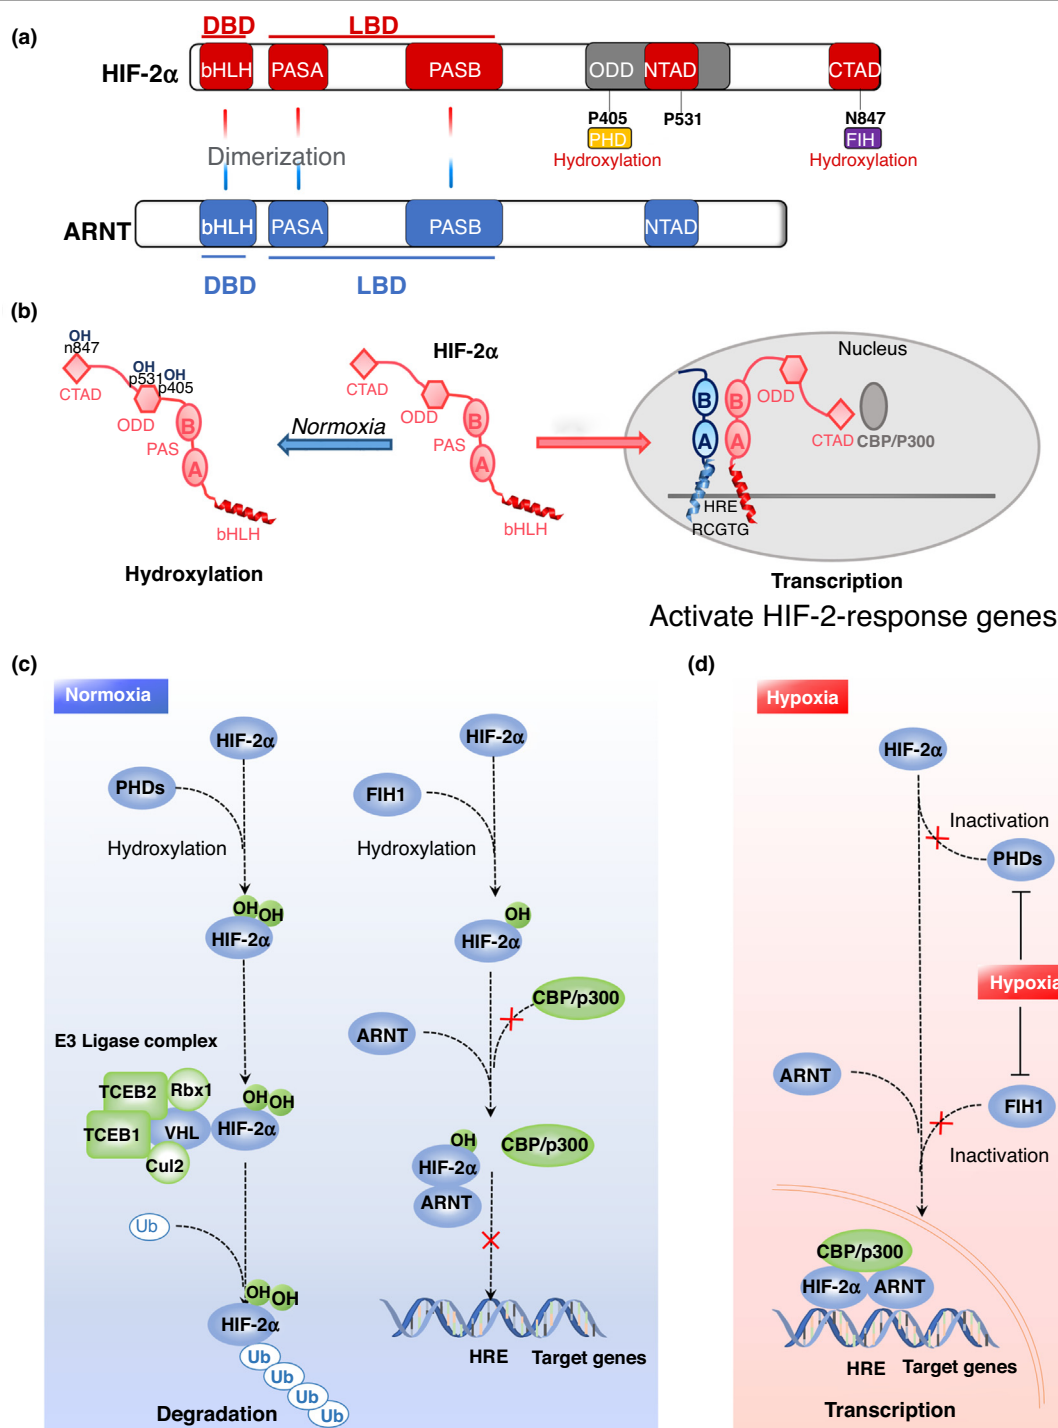 (a)
DBD LBD
HIF-2α
bHLH PASA PASB ODD NTAD CTAD
P405 P531 N847
PHD FIH
Hydroxylation Hydroxylation
Dimerization
ARNT
bHLH PASA PASB NTAD
DBD LBD
(b)
OH
n847
CTAD
OH
p531
OH
p405
ODD
B
PAS
A
bHLH
Hydroxylation
Normoxia
HIF-2α
CTAD
ODD
B
PAS
A
bHLH
Nucleus
B B
ODD
A A
CTAD CBP/P300
HRE
RCGTG
Transcription
Activate HIF-2-response genes
(c)
Normoxia
HIF-2α
PHDs
Hydroxylation
OH OH
HIF-2α
E3 Ligase complex
TCEB2 Rbx1
TCEB1 VHL
Cul2
OH OH
HIF-2α
Ub
OH OH
HIF-2α
Ub
Ub
Ub
Ub
Degradation
HIF-2α
FIH1
Hydroxylation
OH
HIF-2α
CBP/p300
ARNT
OH
HIF-2α
CBP/p300
ARNT
HRE Target genes
(d)
Hypoxia
HIF-2α
Inactivation
PHDs
Hypoxia
ARNT
FIH1
Inactivation
CBP/p300
HIF-2α ARNT
HRE Target genes
Transcription